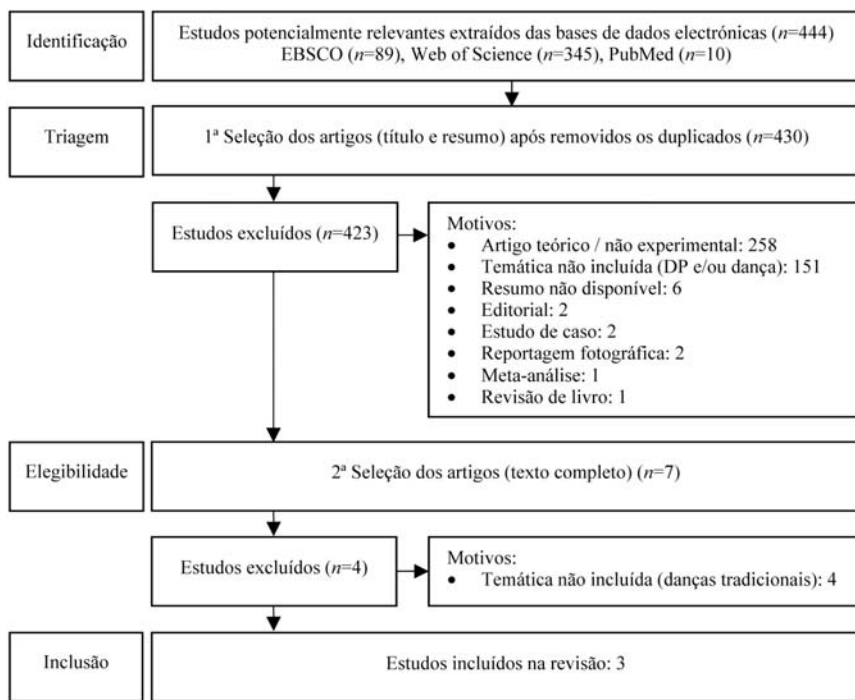 Identificação
Estudos potencialmente relevantes extraídos das bases de dados electrónicas (n=444)
EBSCO (n=89), Web of Science (n=345), PubMed (n=10)
Triagem
1ª Seleção dos artigos (título e resumo) após removidos os duplicados (n=430)
Estudos excluídos (n=423)
Motivos:
• Artigo teórico / não experimental: 258
• Temática não incluída (DP e/ou dança): 151
• Resumo não disponível: 6
• Editorial: 2
• Estudo de caso: 2
• Reportagem fotográfica: 2
• Meta-análise: 1
• Revisão de livro: 1
Elegibilidade
2ª Seleção dos artigos (texto completo) (n=7)
Estudos excluídos (n=4)
Motivos:
• Temática não incluída (danças tradicionais): 4
Inclusão
Estudos incluídos na revisão: 3